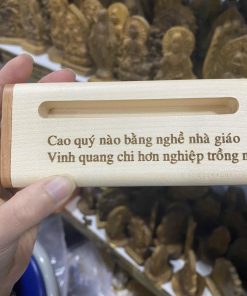 Cao quý nào bằng nghề nhà giáo
Vinh quang chi hơn nghiệp trồng n